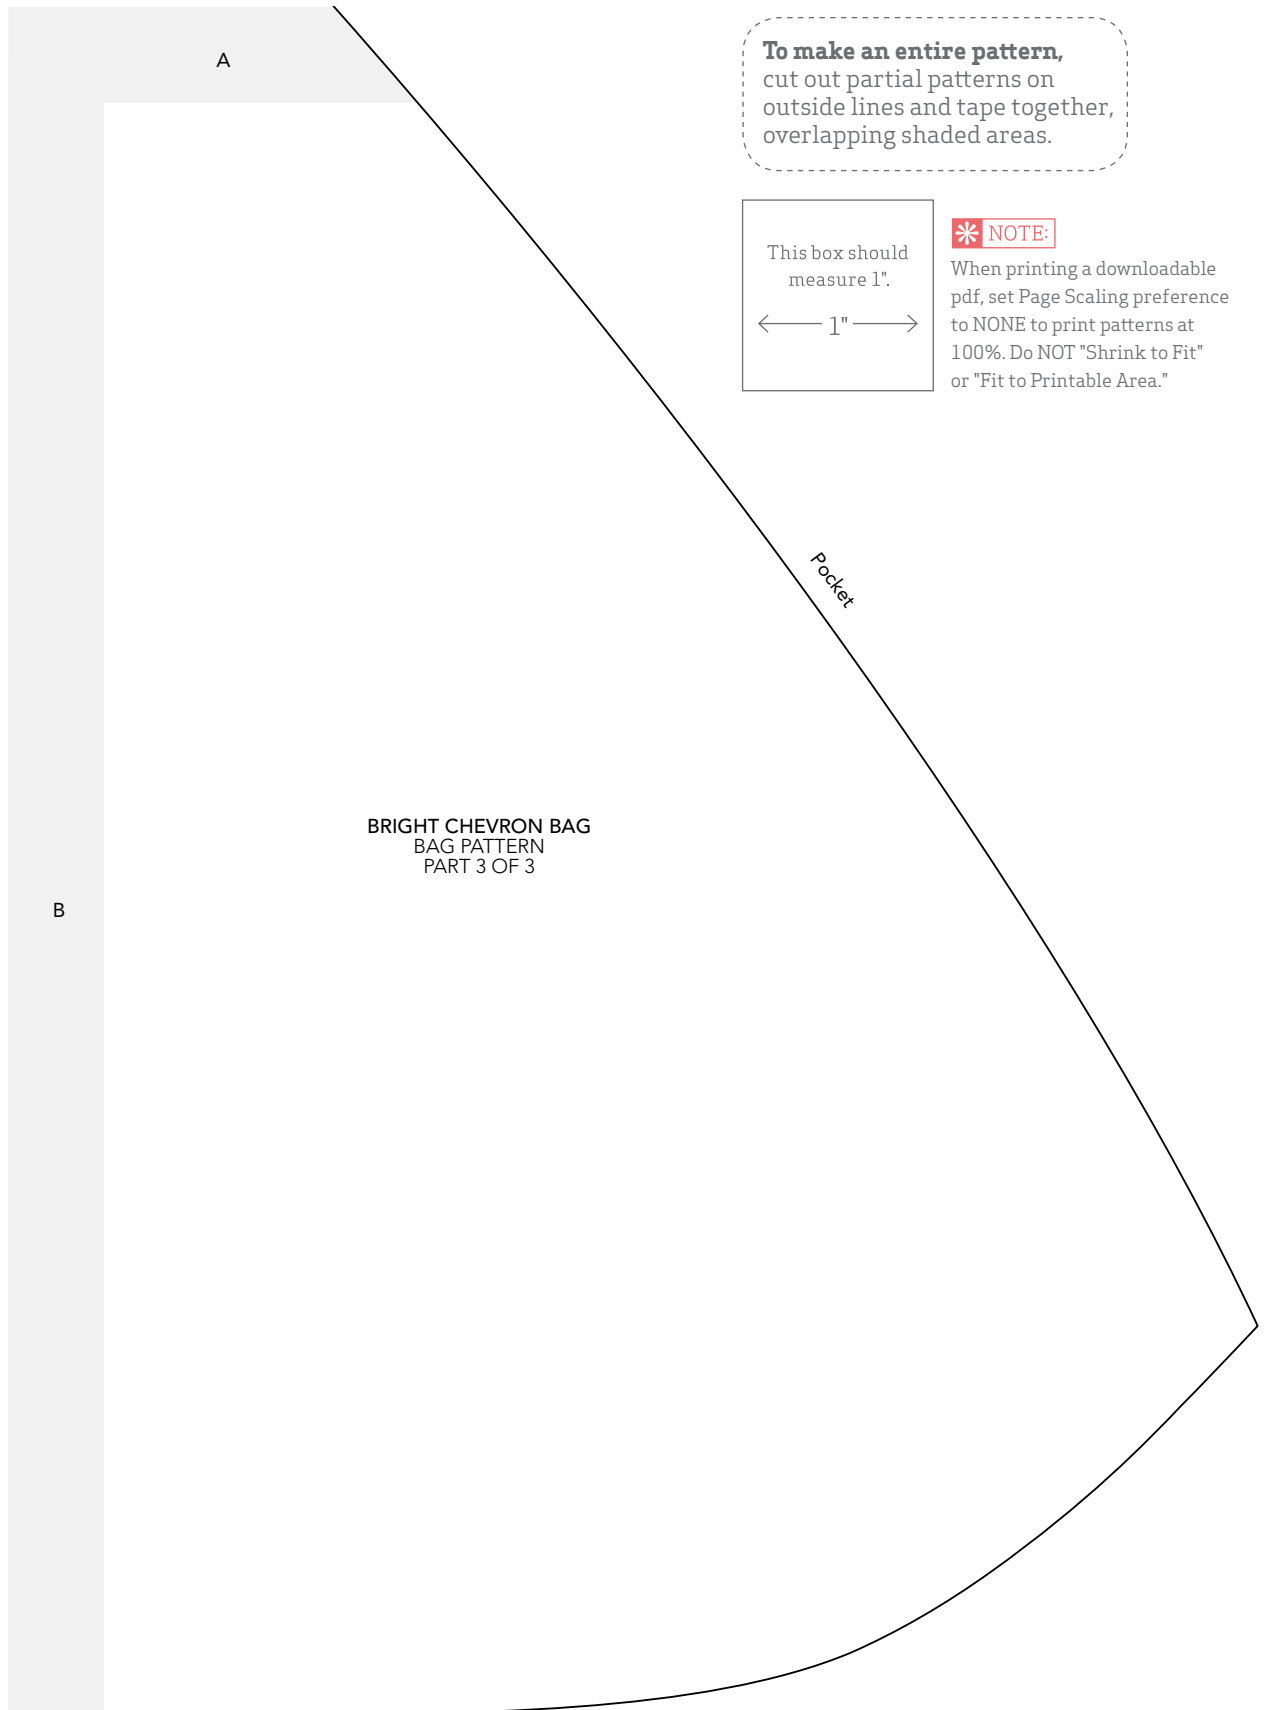 A
To make an entire pattern,
cut out partial patterns on
outside lines and tape together,
overlapping shaded areas.
This box should
measure 1".
1"
NOTE:
When printing a downloadable
pdf, set Page Scaling preference
to NONE to print patterns at
100%. Do NOT "Shrink to Fit"
or "Fit to Printable Area."
Pocket
BRIGHT CHEVRON BAG
BAG PATTERN
PART 3 OF 3
B